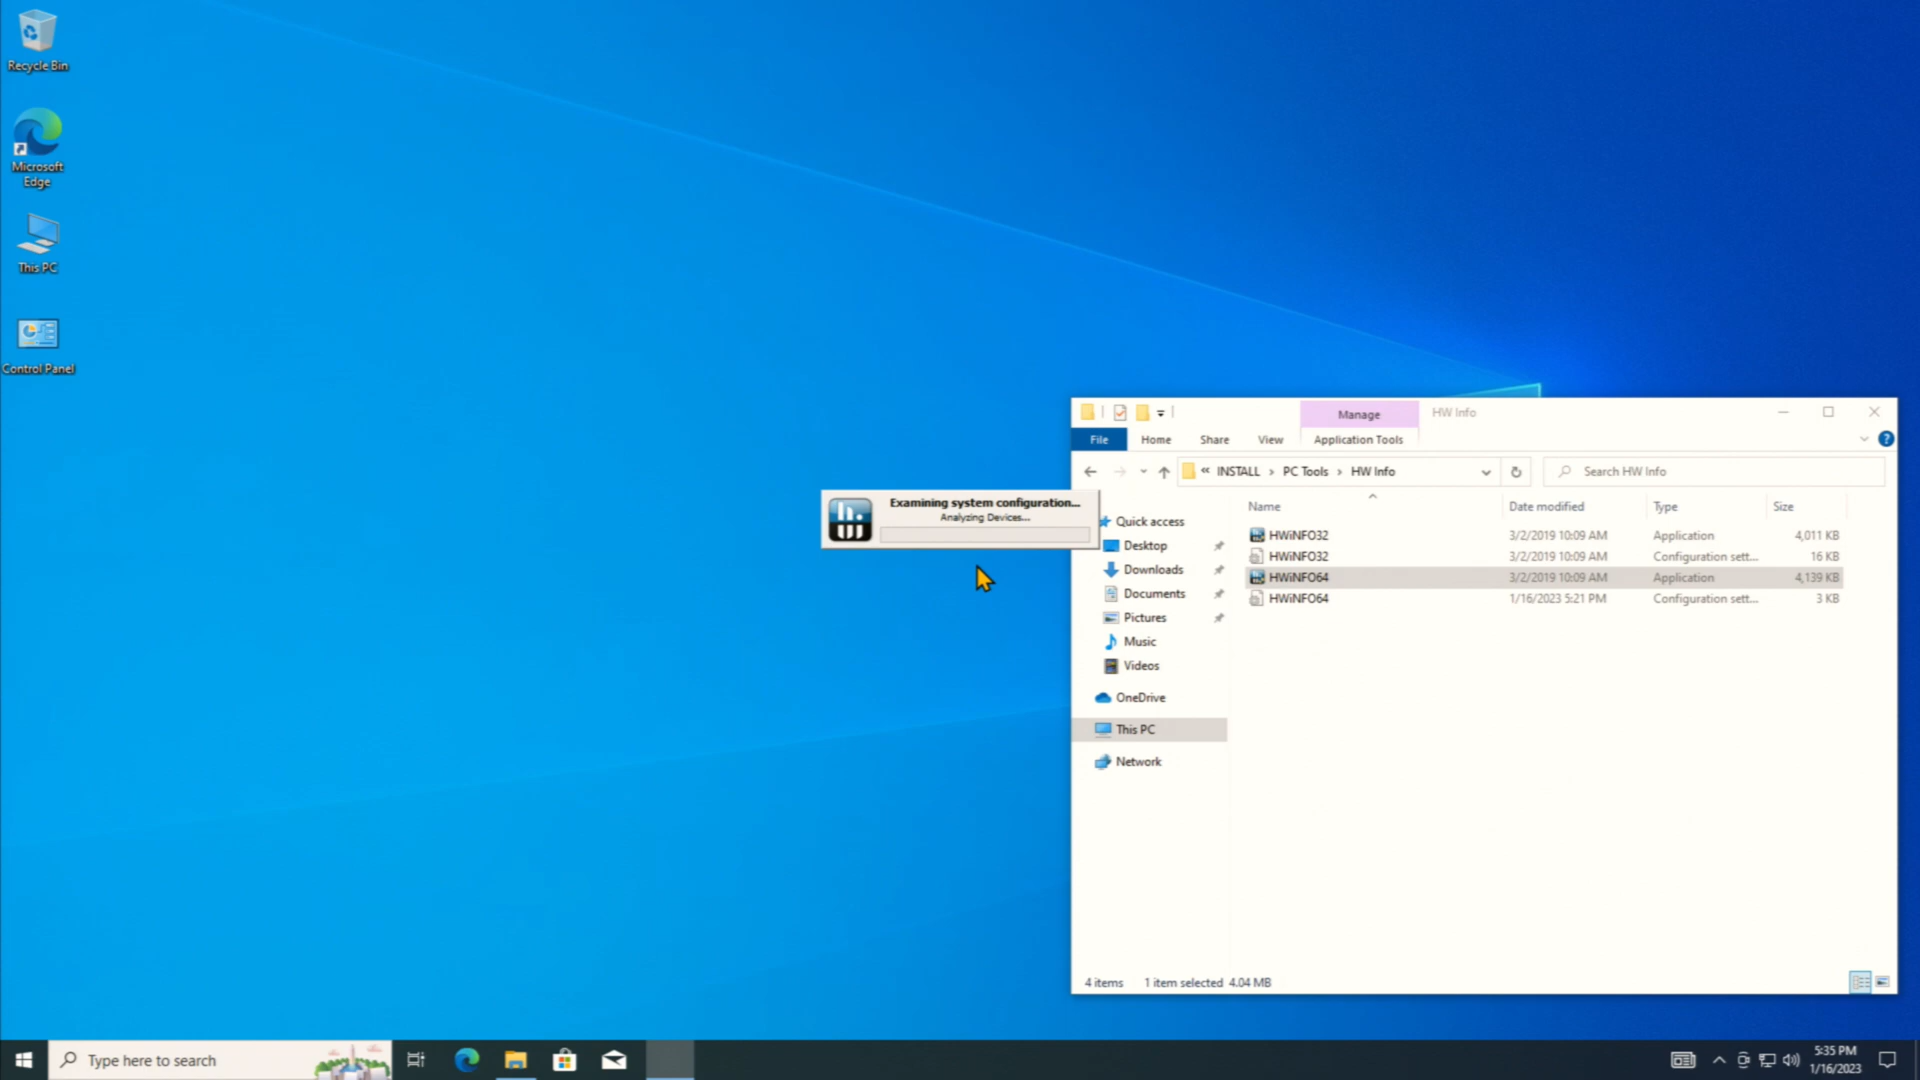 Recycle Bin
Microsoft
Edge
This PC
Control Panel
Manage
HW Info
File
Home
Share
View
Application Tools
INSTALL
PC Tools
HW Info
Search HW Info
Examining system configuration...
Analyzing Devices...
Quick access
Desktop
Downloads
Documents
Pictures
Music
Videos
OneDrive
This PC
Network
Name Date modified Type Size
HWiNFO32 3/2/2019 10:09 AM Application 4,011 KB
HWiNFO32 3/2/2019 10:09 AM Configuration sett... 16 KB
HWiNFO64 3/2/2019 10:09 AM Application 4,139 KB
HWiNFO64 1/16/2023 5:21 PM Configuration sett... 3 KB
4 items 1 item selected 4.04 MB
Type here to search
5:35 PM
1/16/2023